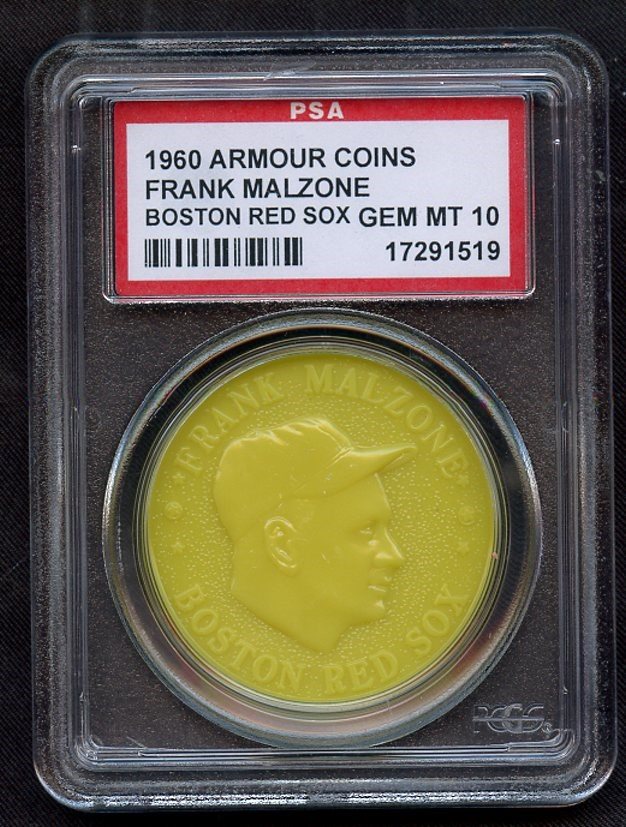 PSA
1960 ARMOUR COINS
FRANK MALZONE
BOSTON RED SOX GEM MT 10
17291519
FRANK MALZONE
BOSTON RED SOX
PCGS